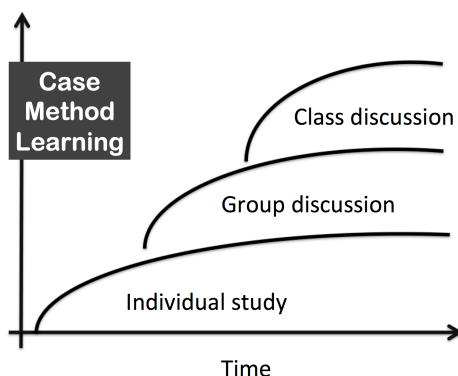 Case
Method
Learning
Class discussion
Group discussion
Individual study
Time